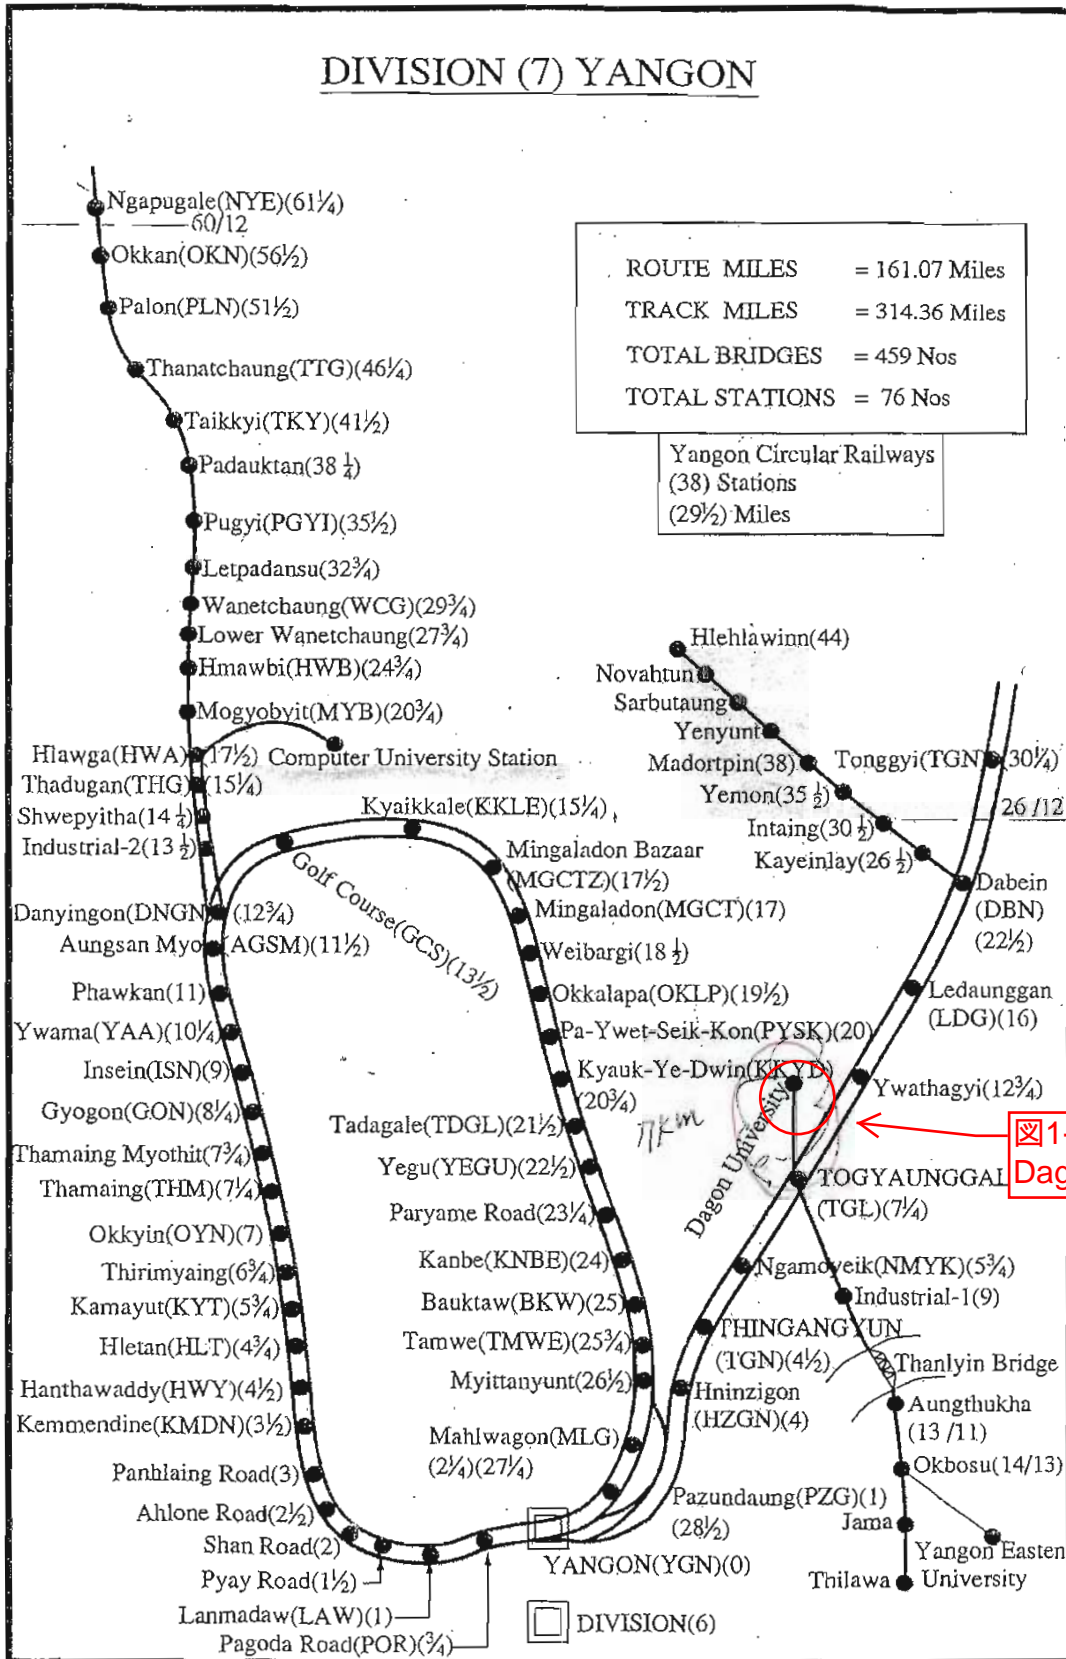 DIVISION (7) YANGON
Ngapugale(NYE)(61¼)
60/12
Okkan(OKN)(56½)
Palon(PLN)(51½)
Thanatchaung(TTG)(46¼)
Taikkyi(TKY)(41½)
Padauktan(38 ¼)
Pugyi(PGYI)(35½)
Letpadansu(32¾)
Wanetchaung(WCG)(29¾)
Lower Wanetchaung(27¾)
Hmawbi(HWB)(24¾)
Mogyobyit(MYB)(20¾)
Hlawga(HWA)(17½)
Computer University Station
Thadugan(THG)(15¼)
Shwepyitha(14 ¼)
Industrial-2(13 ½)
Danyingon(DNGN)(12¾)
Aungsan Myo(AGSM)(11½)
Phawkan(11)
Ywama(YAA)(10¼)
Insein(ISN)(9)
Gyogon(GON)(8¼)
Thamaing Myothit(7¾)
Thamaing(THM)(7¼)
Okkyin(OYN)(7)
Thirimyaing(6¾)
Kamayut(KYT)(5¾)
Hletan(HLT)(4¾)
Hanthawaddy(HWY)(4½)
Kemmendine(KMDN)(3½)
Panhlaing Road(3)
Ahlone Road(2½)
Shan Road(2)
Pyay Road(1½)
Lanmadaw(LAW)(1)
Pagoda Road(POR)(¾)
ROUTE MILES = 161.07 Miles
TRACK MILES = 314.36 Miles
TOTAL BRIDGES = 459 Nos
TOTAL STATIONS = 76 Nos
Yangon Circular Railways
(38) Stations
(29½) Miles
Golf Course(GCS)(13½)
Kyaikkale(KKLE)(15¼)
Mingaladon Bazaar
(MGCTZ)(17½)
Mingaladon(MGCT)(17)
Weibargi(18 ½)
Okkalapa(OKLP)(19½)
Pa-Ywet-Seik-Kon(PYSK)(20)
Kyauk-Ye-Dwin(KKYD)
(20¾)
Tadagale(TDGL)(21½)
Yegu(YEGU)(22½)
Paryame Road(23¼)
Kanbe(KNBE)(24)
Bauktaw(BKW)(25)
Tamwe(TMWE)(25¾)
Myittanyunt(26½)
Mahlwagon(MLG)
(2¼)(27¼)
Pazundaung(PZG)(1)
(28½)
YANGON(YGN)(0)
DIVISION(6)
Hlehlawinn(44)
Novahtun
Sarbutaung
Yenyunt
Madortpin(38)
Yemon(35 ½)
Intaing(30 ½)
Kayeinlay(26 ½)
Tonggyi(TGN)(30¼)
26/12
Dabein
(DBN)
(22½)
Ledaunggan
(LDG)(16)
Ywathagyi(12¾)
図1-
Dag
Dagon University
TOGYAUNGGAL
(TGL)(7¼)
Ngamoyeik(NMYK)(5¾)
Industrial-1(9)
THINGANGYUN
(TGN)(4½)
Thanlyin Bridge
Hninzigon
(HZGN)(4)
Aungthukha
(13 /11)
Okbosu(14/13)
Jama
Yangon Easten
University
Thilawa